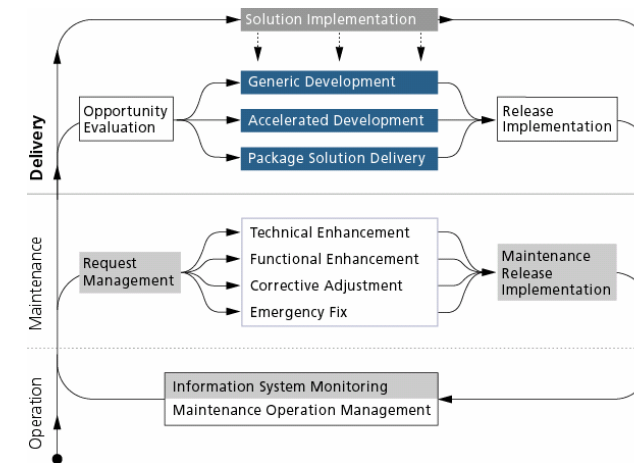 Solution Implementation
Delivery
Opportunity
Evaluation
Generic Development
Accelerated Development
Package Solution Delivery
Release
Implementation
Maintenance
Request
Management
Technical Enhancement
Functional Enhancement
Corrective Adjustment
Emergency Fix
Maintenance
Release
Implementation
Operation
Information System Monitoring
Maintenance Operation Management